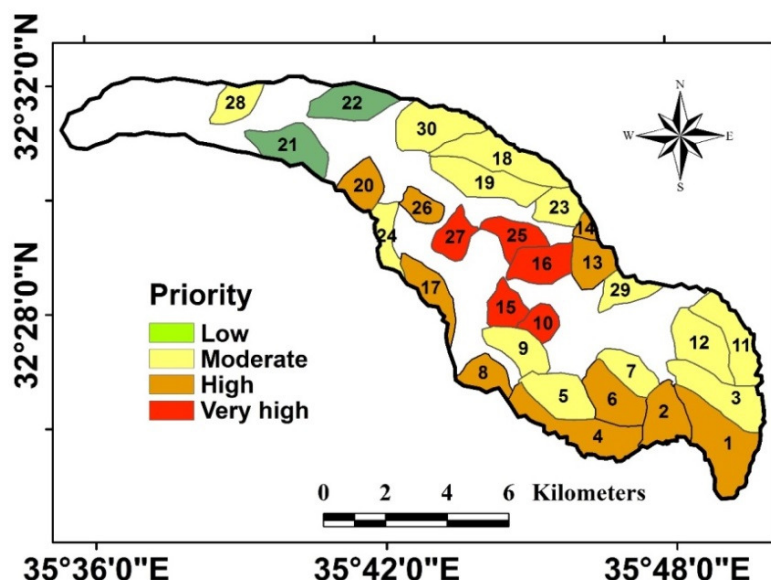 32°32'0"N
32°28'0"N
28
22
21
30
18
19
20
26
23
24
27
25
14
16
13
17
29
15
10
9
12
11
8
5
7
6
3
2
4
1
N
W E
S
Priority
Low
Moderate
High
Very high
0 2 4 6 Kilometers
35°36'0"E 35°42'0"E 35°48'0"E